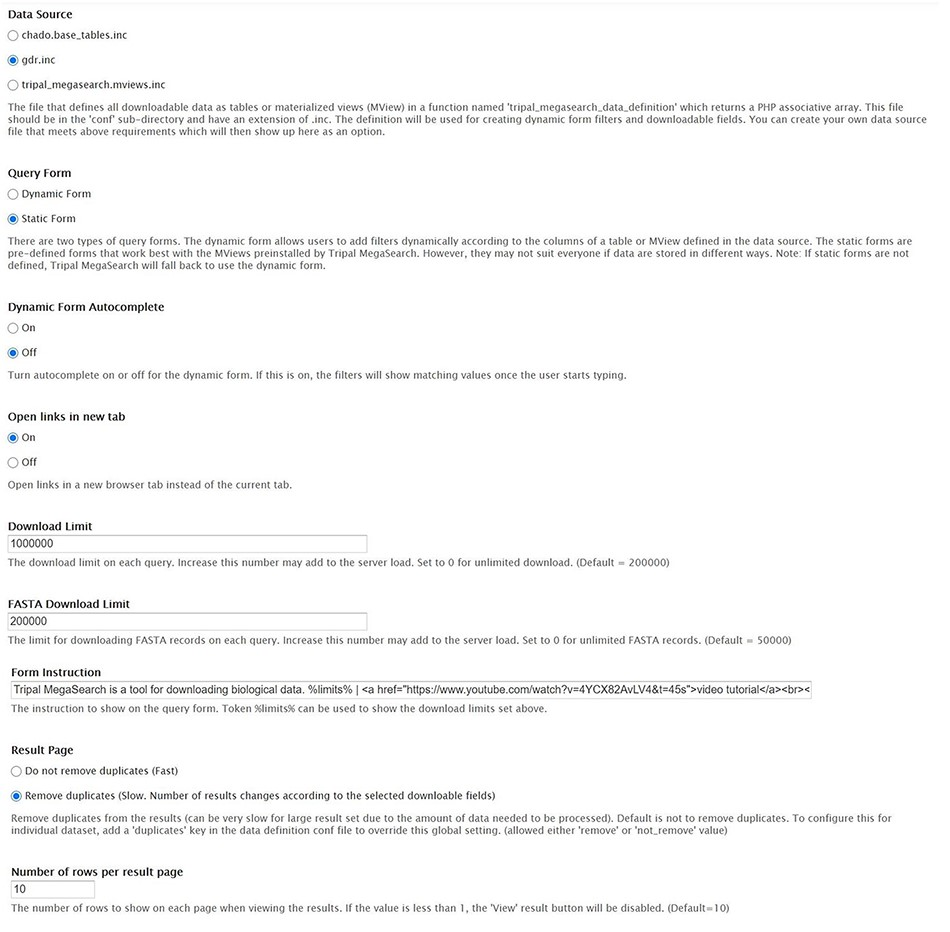 Data Source
chado.base_tables.inc
gdr.inc
tripal_megasearch.mviews.inc
The file that defines all downloadable data as tables or materialized views (MView) in a function named 'tripal_megasearch_data_definition' which returns a PHP associative array. This file
should be in the 'conf' sub-directory and have an extension of .inc. The definition will be used for creating dynamic form filters and downloadable fields. You can create your own data source
file that meets above requirements which will then show up here as an option.
Query Form
Dynamic Form
Static Form
There are two types of query forms. The dynamic form allows users to add filters dynamically according to the columns of a table or MView defined in the data source. The static forms are
pre-defined forms that work best with the MViews preinstalled by Tripal MegaSearch. However, they may not suit everyone if data are stored in different ways. Note: If static forms are not
defined, Tripal MegaSearch will fall back to use the dynamic form.
Dynamic Form Autocomplete
On
Off
Turn autocomplete on or off for the dynamic form. If this is on, the filters will show matching values once the user starts typing.
Open links in new tab
On
Off
Open links in a new browser tab instead of the current tab.
Download Limit
1000000
The download limit on each query. Increase this number may add to the server load. Set to 0 for unlimited download. (Default = 200000)
FASTA Download Limit
200000
The limit for downloading FASTA records on each query. Increase this number may add to the server load. Set to 0 for unlimited FASTA records. (Default = 50000)
Form Instruction
Tripal MegaSearch is a tool for downloading biological data. %limits% | <a href="https://www.youtube.com/watch?v=4YCX82AvLV4&t=45s">video tutorial</a><br><
The instruction to show on the query form. Token %limits% can be used to show the download limits set above.
Result Page
Do not remove duplicates (Fast)
Remove duplicates (Slow. Number of results changes according to the selected downloable fields)
Remove duplicates from the results (can be very slow for large result set due to the amount of data needed to be processed). Default is not to remove duplicates. To configure this for
individual dataset, add a 'duplicates' key in the data definition conf file to override this global setting. (allowed either 'remove' or 'not_remove' value)
Number of rows per result page
10
The number of rows to show on each page when viewing the results. If the value is less than 1, the 'View' result button will be disabled. (Default=10)